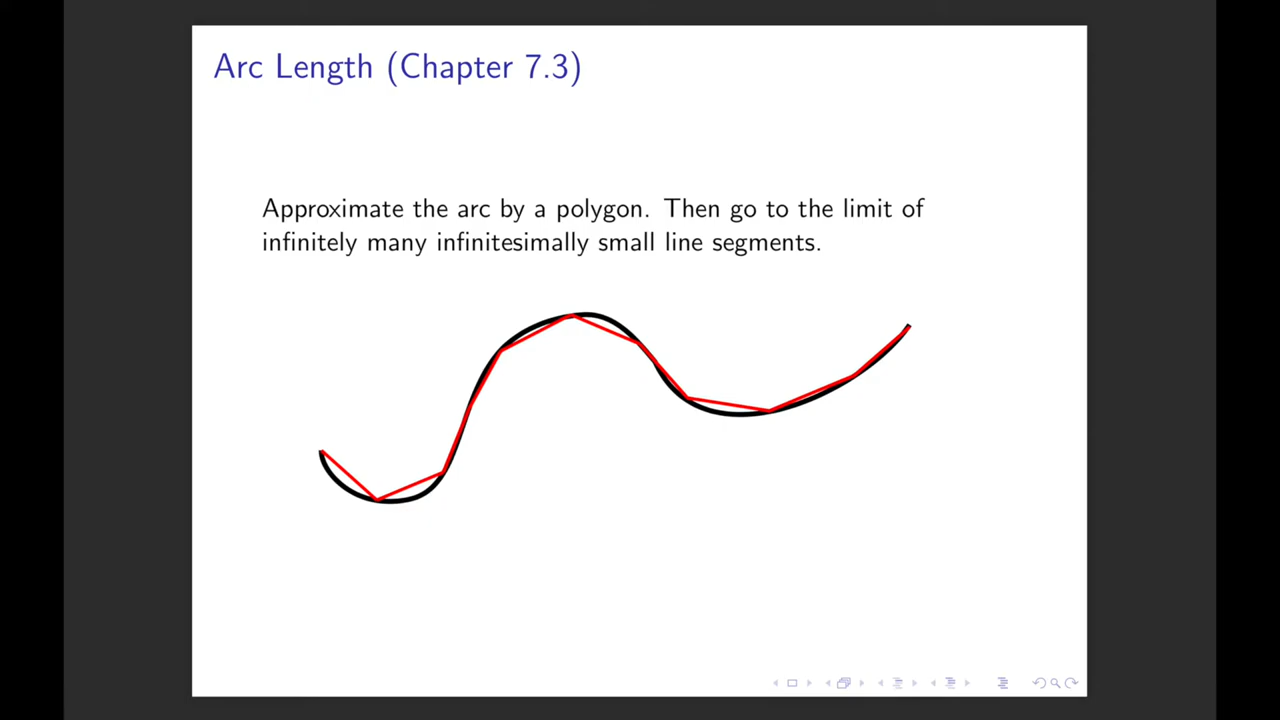 Arc Length (Chapter 7.3)
Approximate the arc by a polygon. Then go to the limit of
infinitely many infinitesimally small line segments.